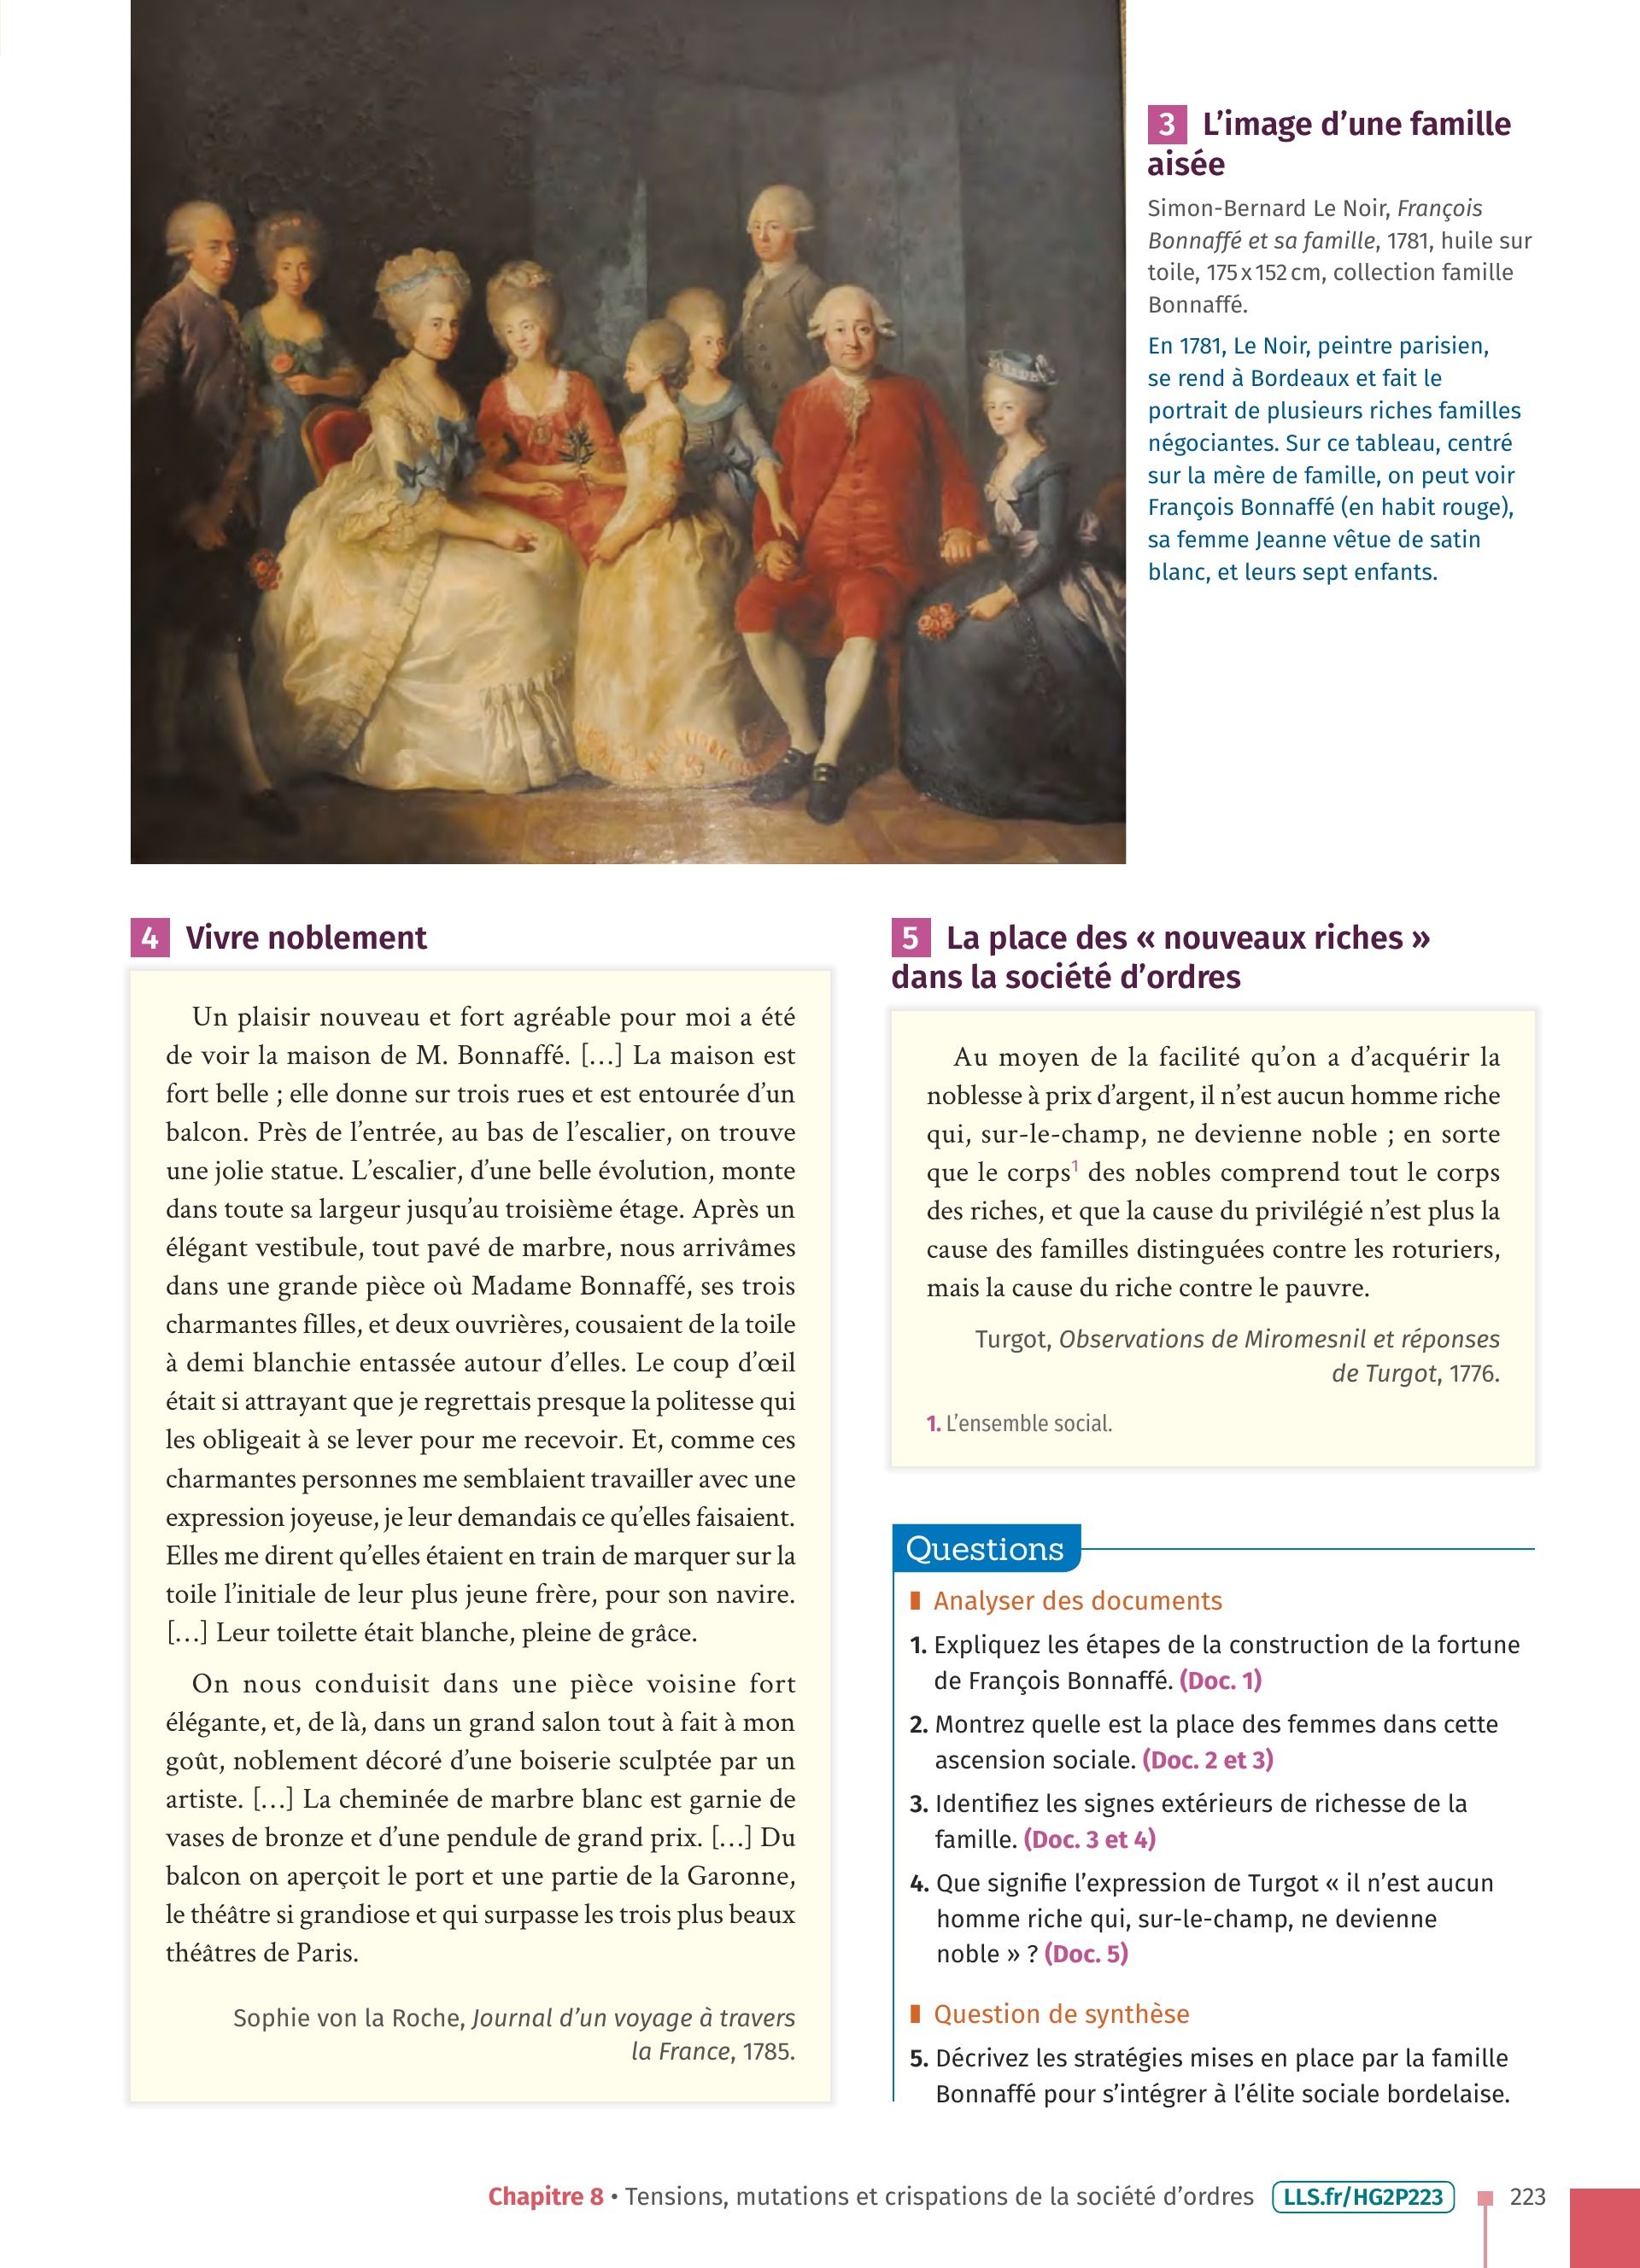 3 L’image d’une famille
aisée
Simon-Bernard Le Noir, François
Bonnaffé et sa famille, 1781, huile sur
toile, 175 x 152 cm, collection famille
Bonnaffé.
En 1781, Le Noir, peintre parisien,
se rend à Bordeaux et fait le
portrait de plusieurs riches familles
négociantes. Sur ce tableau, centré
sur la mère de famille, on peut voir
François Bonnaffé (en habit rouge),
sa femme Jeanne vêtue de satin
blanc, et leurs sept enfants.
4 Vivre noblement
Un plaisir nouveau et fort agréable pour moi a été
de voir la maison de M. Bonnaffé. […] La maison est
fort belle ; elle donne sur trois rues et est entourée d’un
balcon. Près de l’entrée, au bas de l’escalier, on trouve
une jolie statue. L’escalier, d’une belle évolution, monte
dans toute sa largeur jusqu’au troisième étage. Après un
élégant vestibule, tout pavé de marbre, nous arrivâmes
dans une grande pièce où Madame Bonnaffé, ses trois
charmantes filles, et deux ouvrières, cousaient de la toile
à demi blanchie entassée autour d’elles. Le coup d’œil
était si attrayant que je regrettais presque la politesse qui
les obligeait à se lever pour me recevoir. Et, comme ces
charmantes personnes me semblaient travailler avec une
expression joyeuse, je leur demandais ce qu’elles faisaient.
Elles me dirent qu’elles étaient en train de marquer sur la
toile l’initiale de leur plus jeune frère, pour son navire.
[…] Leur toilette était blanche, pleine de grâce.
On nous conduisit dans une pièce voisine fort
élégante, et, de là, dans un grand salon tout à fait à mon
goût, noblement décoré d’une boiserie sculptée par un
artiste. […] La cheminée de marbre blanc est garnie de
vases de bronze et d’une pendule de grand prix. […] Du
balcon on aperçoit le port et une partie de la Garonne,
le théâtre si grandiose et qui surpasse les trois plus beaux
théâtres de Paris.
Sophie von la Roche, Journal d’un voyage à travers
la France, 1785.
5 La place des « nouveaux riches »
dans la société d’ordres
Au moyen de la facilité qu’on a d’acquérir la
noblesse à prix d’argent, il n’est aucun homme riche
qui, sur-le-champ, ne devienne noble ; en sorte
que le corps¹ des nobles comprend tout le corps
des riches, et que la cause du privilégié n’est plus la
cause des familles distinguées contre les roturiers,
mais la cause du riche contre le pauvre.
Turgot, Observations de Miromesnil et réponses
de Turgot, 1776.
1. L’ensemble social.
Questions
Analyser des documents
1. Expliquez les étapes de la construction de la fortune
de François Bonnaffé. (Doc. 1)
2. Montrez quelle est la place des femmes dans cette
ascension sociale. (Doc. 2 et 3)
3. Identifiez les signes extérieurs de richesse de la
famille. (Doc. 3 et 4)
4. Que signifie l’expression de Turgot « il n’est aucun
homme riche qui, sur-le-champ, ne devienne
noble » ? (Doc. 5)
Question de synthèse
5. Décrivez les stratégies mises en place par la famille
Bonnaffé pour s’intégrer à l’élite sociale bordelaise.
Chapitre 8 • Tensions, mutations et crispations de la société d’ordres LLS.fr/HG2P223 223